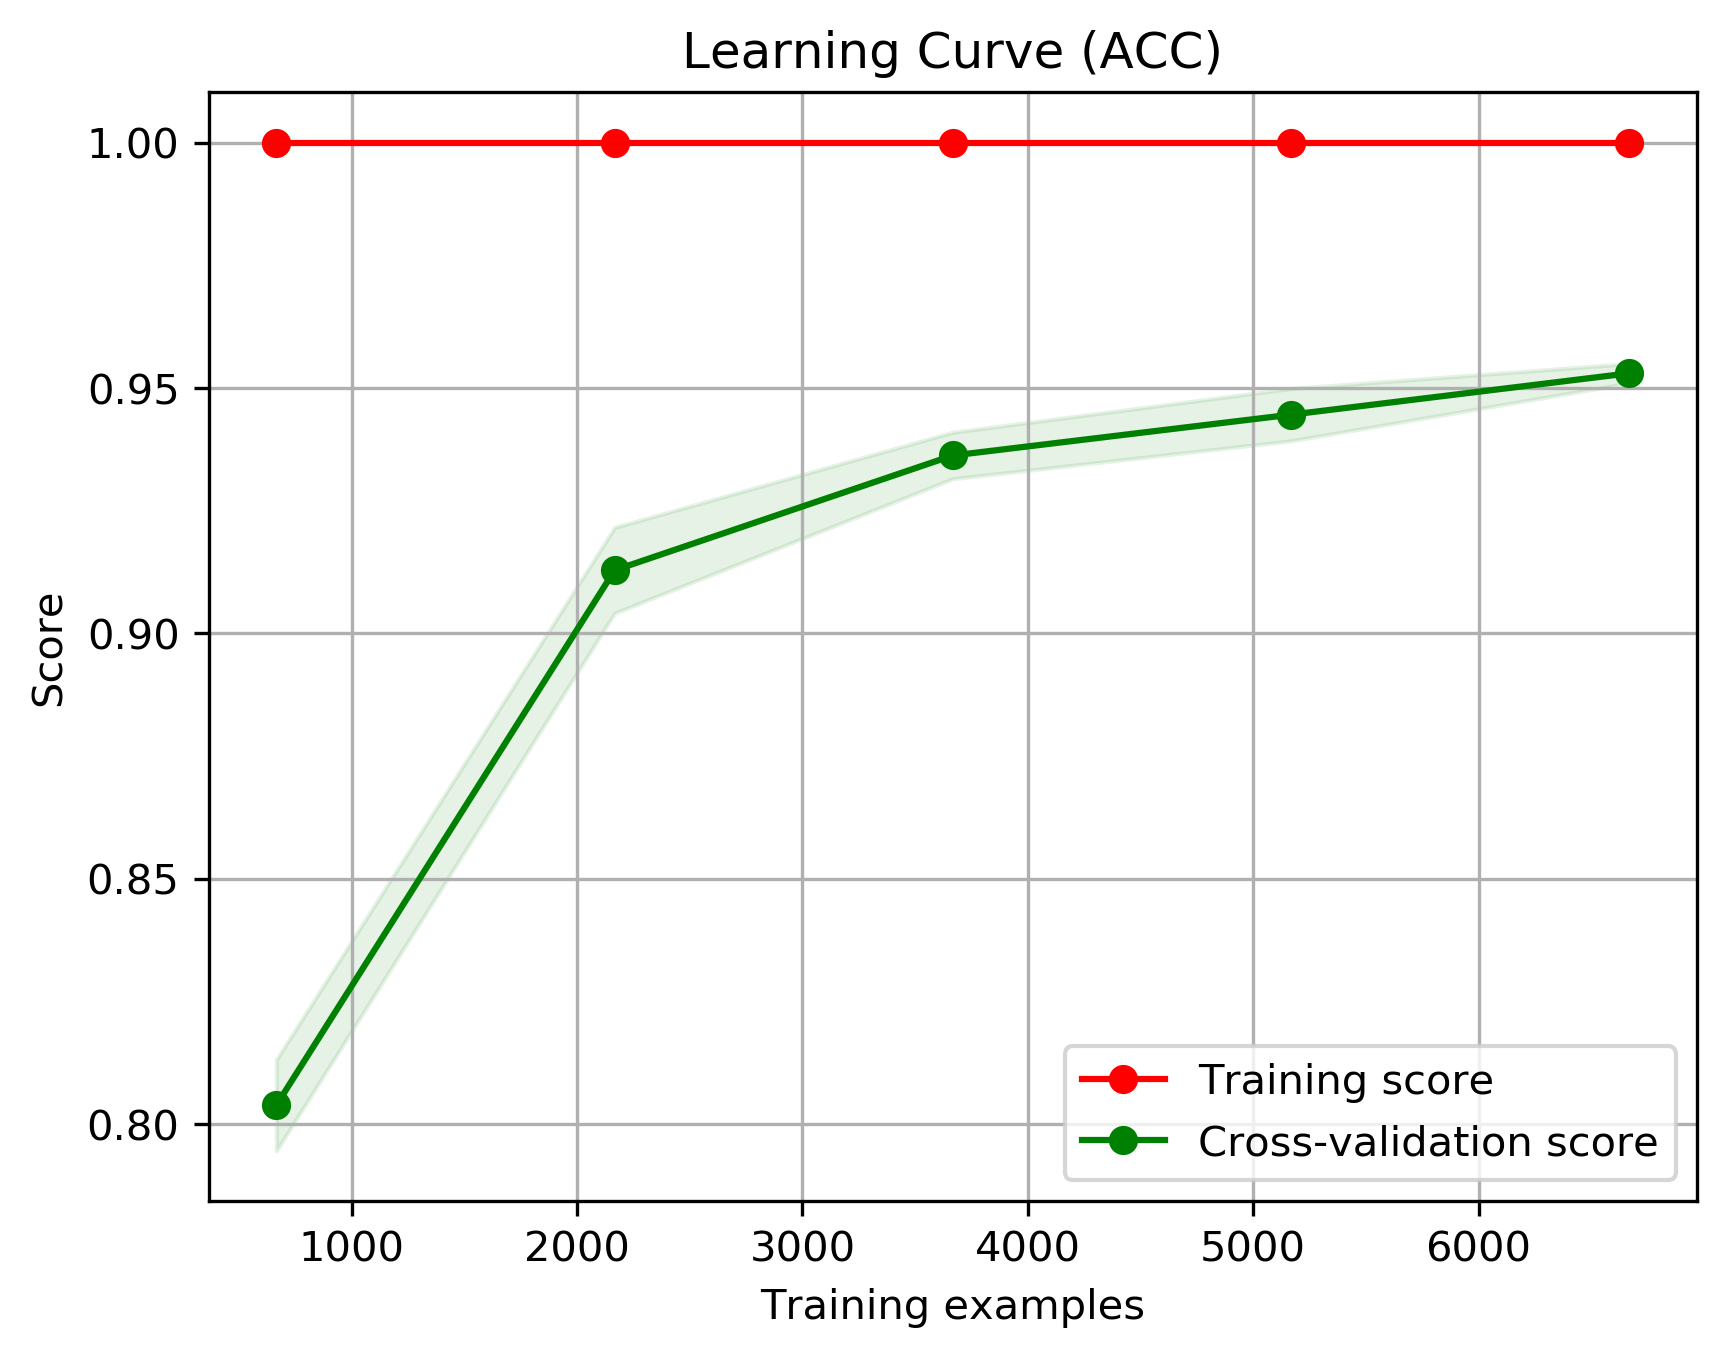 Learning Curve (ACC)
1.00
0.95
0.90
0.85
0.80
Score
Training score
Cross-validation score
1000 2000 3000 4000 5000 6000
Training examples